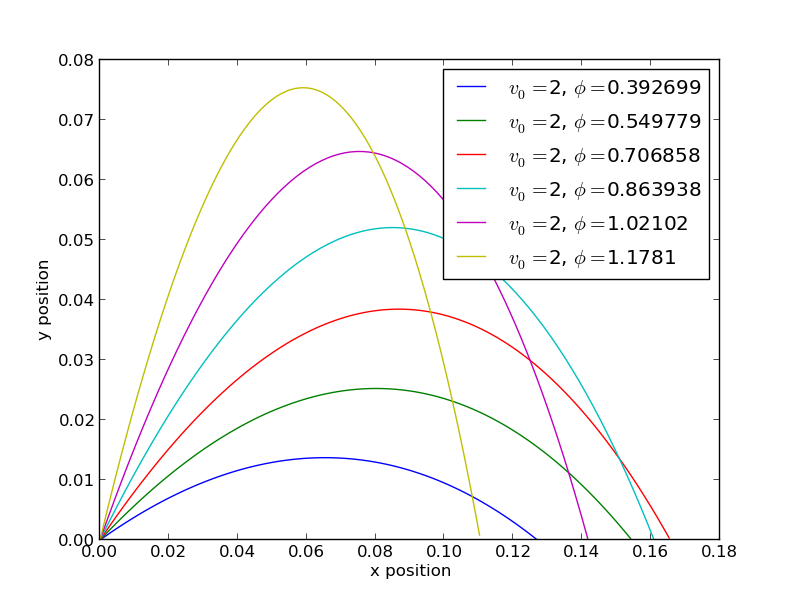 0.08
0.07
0.06
0.05
0.04
0.03
0.02
0.01
0.00
y position
v₀ =2, ϕ =0.392699
v₀ =2, ϕ =0.549779
v₀ =2, ϕ =0.706858
v₀ =2, ϕ =0.863938
v₀ =2, ϕ =1.02102
v₀ =2, ϕ =1.1781
0.00 0.02 0.04 0.06 0.08 0.10 0.12 0.14 0.16 0.18
x position